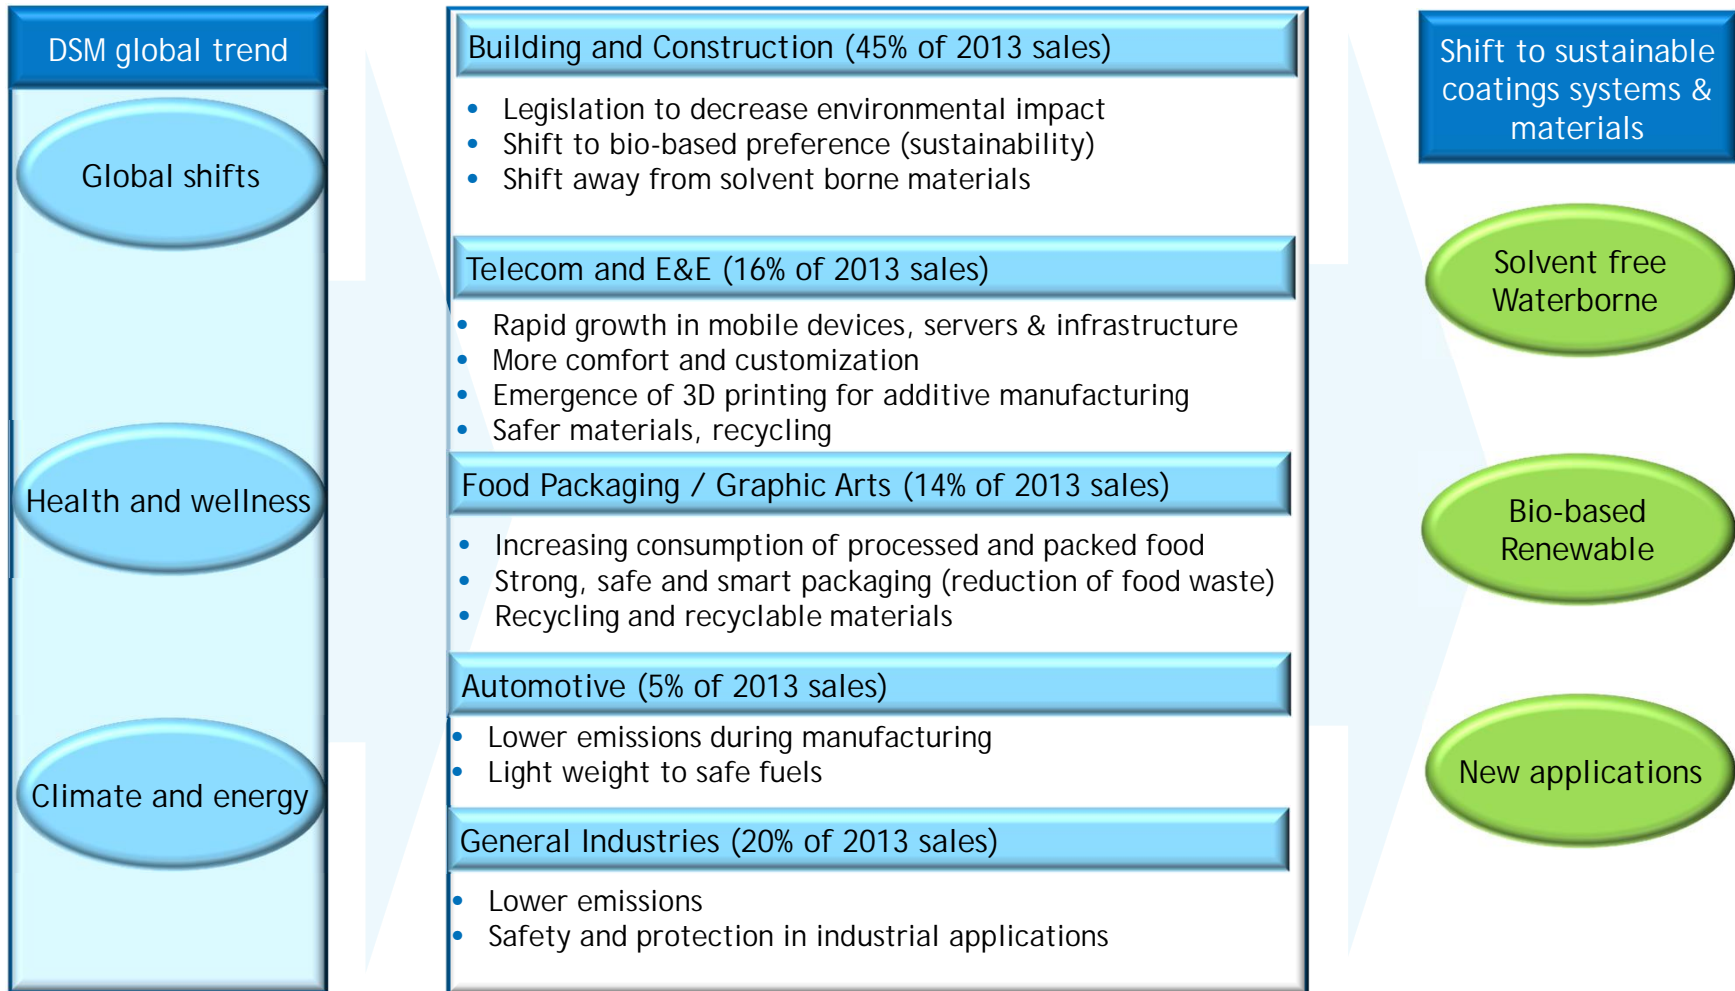 DSM global trend
Global shifts
Health and wellness
Climate and energy
Building and Construction (45% of 2013 sales)
• Legislation to decrease environmental impact
• Shift to bio-based preference (sustainability)
• Shift away from solvent borne materials
Telecom and E&E (16% of 2013 sales)
• Rapid growth in mobile devices, servers & infrastructure
• More comfort and customization
• Emergence of 3D printing for additive manufacturing
• Safer materials, recycling
Food Packaging / Graphic Arts (14% of 2013 sales)
• Increasing consumption of processed and packed food
• Strong, safe and smart packaging (reduction of food waste)
• Recycling and recyclable materials
Automotive (5% of 2013 sales)
• Lower emissions during manufacturing
• Light weight to safe fuels
General Industries (20% of 2013 sales)
• Lower emissions
• Safety and protection in industrial applications
Shift to sustainable
coatings systems &
materials
Solvent free
Waterborne
Bio-based
Renewable
New applications